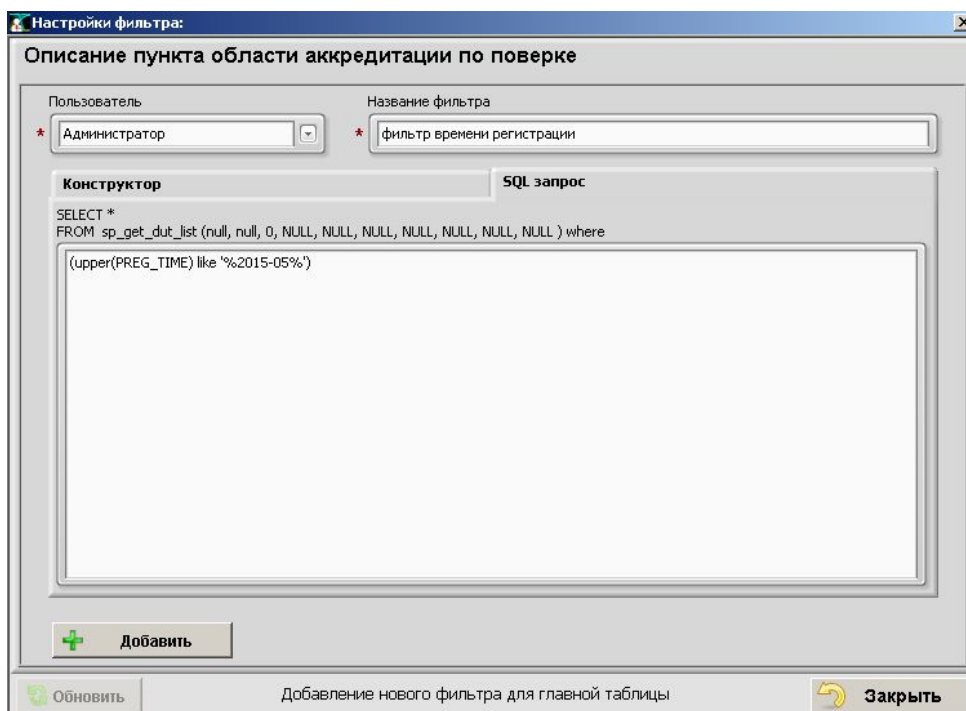 Настройки фильтра:
Описание пункта области аккредитации по поверке
Пользователь
Название фильтра
* Администратор
* фильтр времени регистрации
Конструктор
SQL запрос
SELECT *
FROM sp_get_dut_list (null, null, 0, NULL, NULL, NULL, NULL, NULL, NULL, NULL ) where
(upper(PREG_TIME) like '%2015-05%')
Добавить
Обновить
Добавление нового фильтра для главной таблицы
Закрыть